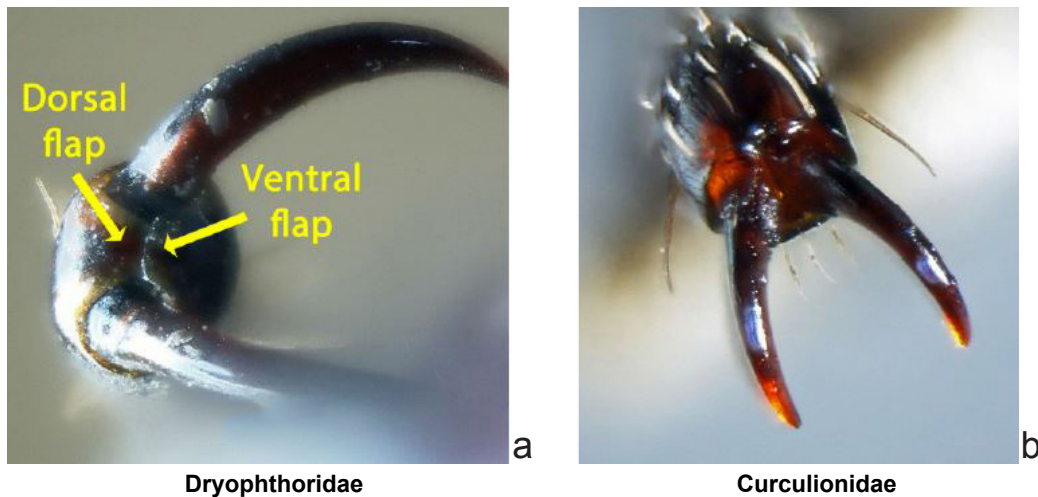 Dorsal
flap
Ventral
flap
a
b
Dryophthoridae
Curculionidae